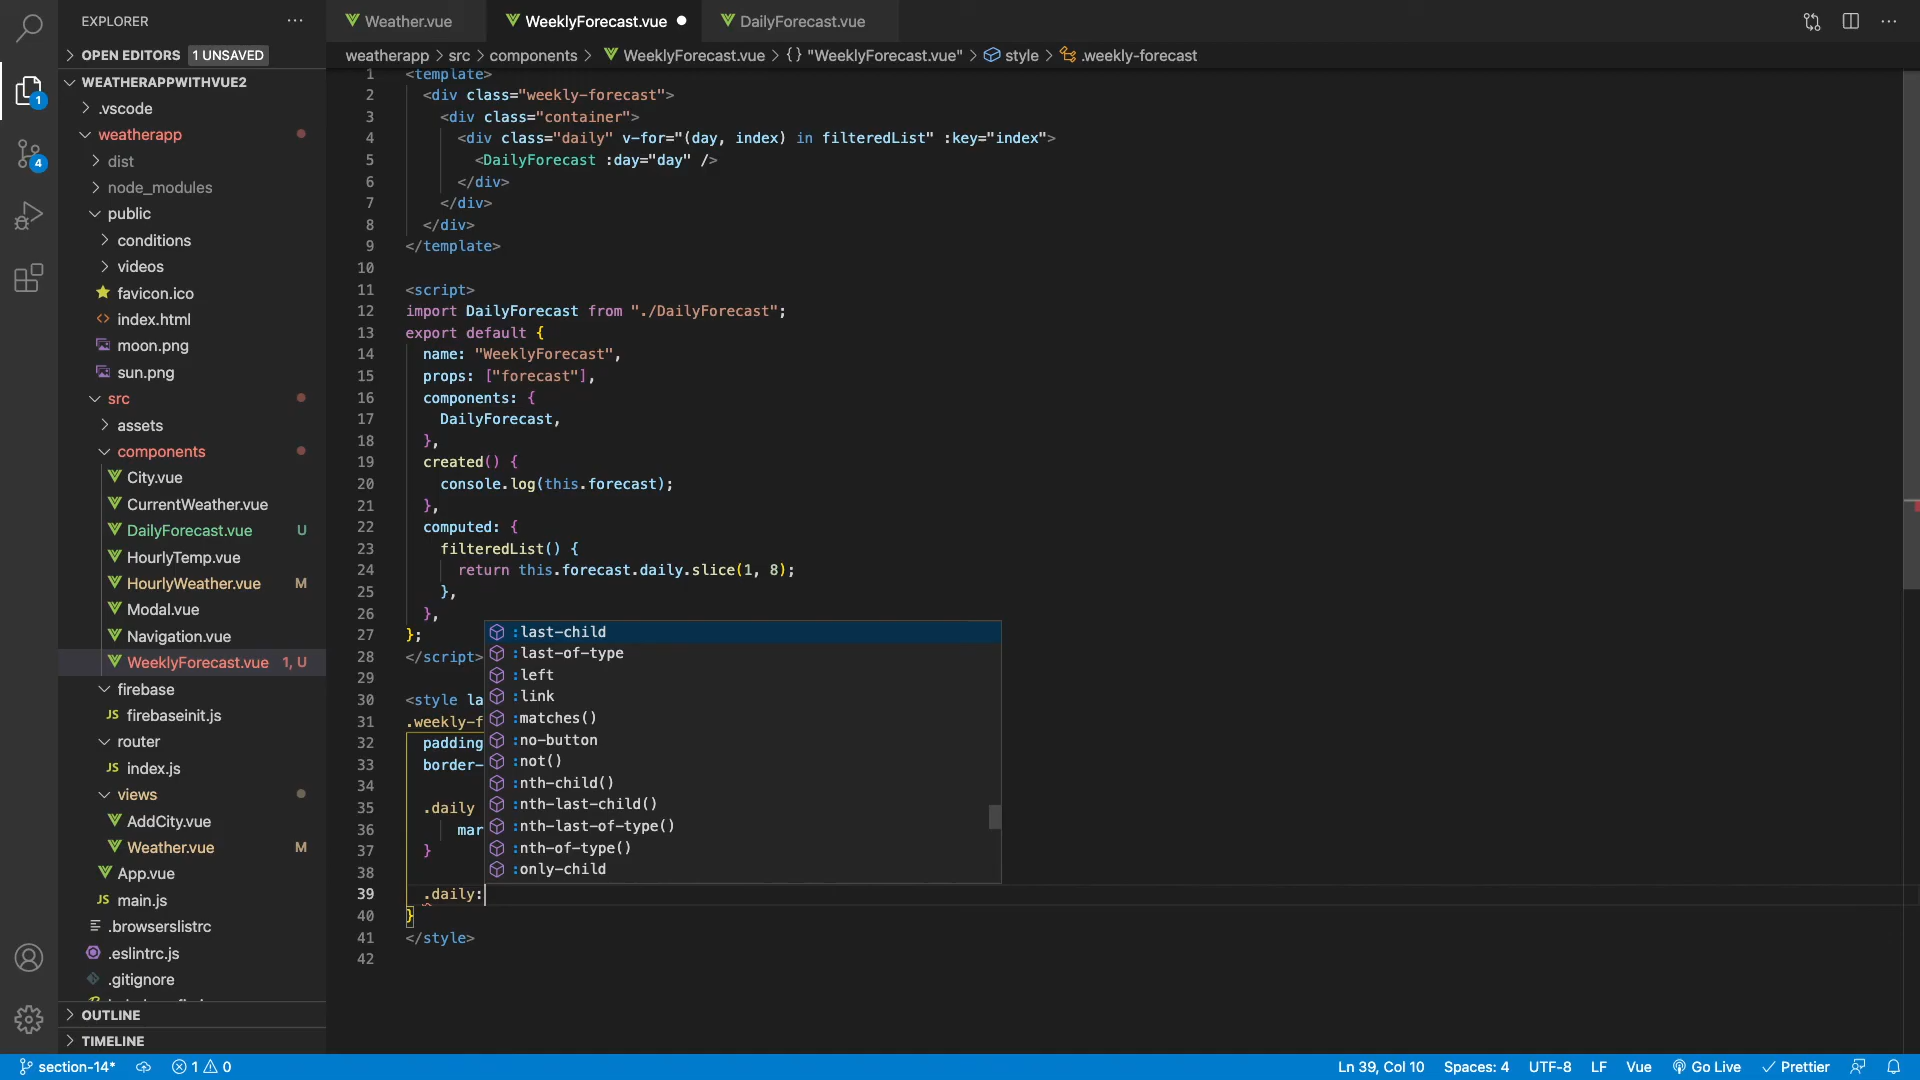 EXPLORER
OPEN EDITORS 1 UNSAVED
WEATHERAPPWITHVUE2
.vscode
weatherapp
dist
node_modules
public
conditions
videos
favicon.ico
index.html
moon.png
sun.png
src
assets
components
City.vue
CurrentWeather.vue
DailyForecast.vue U
HourlyTemp.vue
HourlyWeather.vue M
Modal.vue
Navigation.vue
WeeklyForecast.vue 1, U
firebase
JS firebaseinit.js
router
JS index.js
views
AddCity.vue
Weather.vue M
App.vue
JS main.js
.browserslistrc
.eslintrc.js
.gitignore
OUTLINE
TIMELINE
1
4
Weather.vue WeeklyForecast.vue DailyForecast.vue
weatherapp > src > components > WeeklyForecast.vue > {} "WeeklyForecast.vue" > style > .weekly-forecast
1 <template>
2 <div class="weekly-forecast">
3 <div class="container">
4 <div class="daily" v-for="(day, index) in filteredList" :key="index">
5 <DailyForecast :day="day" />
6 </div>
7 </div>
8 </div>
9 </template>
10
11 <script>
12 import DailyForecast from "./DailyForecast";
13 export default {
14 name: "WeeklyForecast",
15 props: ["forecast"],
16 components: {
17 DailyForecast,
18 },
19 created() {
20 console.log(this.forecast);
21 },
22 computed: {
23 filteredList() {
24 return this.forecast.daily.slice(1, 8);
25 },
26 },
27 };
28 </script>
29
30 <style la
31 .weekly-f
32 padding
33 border-
34
35 .daily
36 mar
37 }
38
39 .daily:
40 }
41 </style>
42
:last-child
:last-of-type
:left
:link
:matches()
:no-button
:not()
:nth-child()
:nth-last-child()
:nth-last-of-type()
:nth-of-type()
:only-child
section-14* 1 0 Ln 39, Col 10 Spaces: 4 UTF-8 LF Vue Go Live Prettier